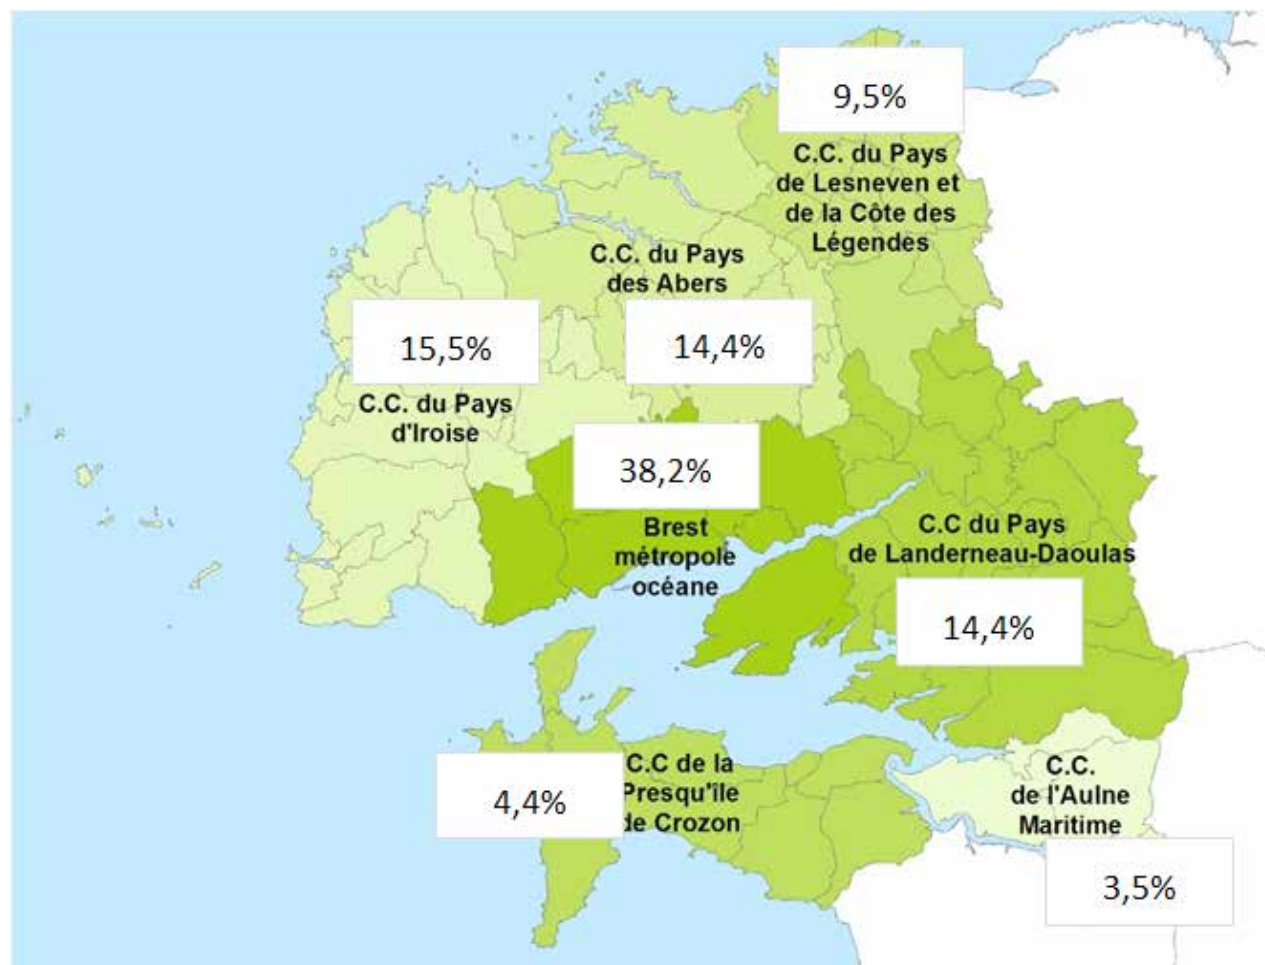 9,5%
C.C. du Pays
de Lesneven et
de la Côte des
Légendes
C.C. du Pays
des Abers
15,5%
14,4%
C.C. du Pays
d'Iroise
38,2%
Brest
métropole
océane
C.C du Pays
de Landerneau-Daoulas
14,4%
C.C de la
Presqu'île
de Crozon
4,4%
C.C.
de l'Aulne
Maritime
3,5%